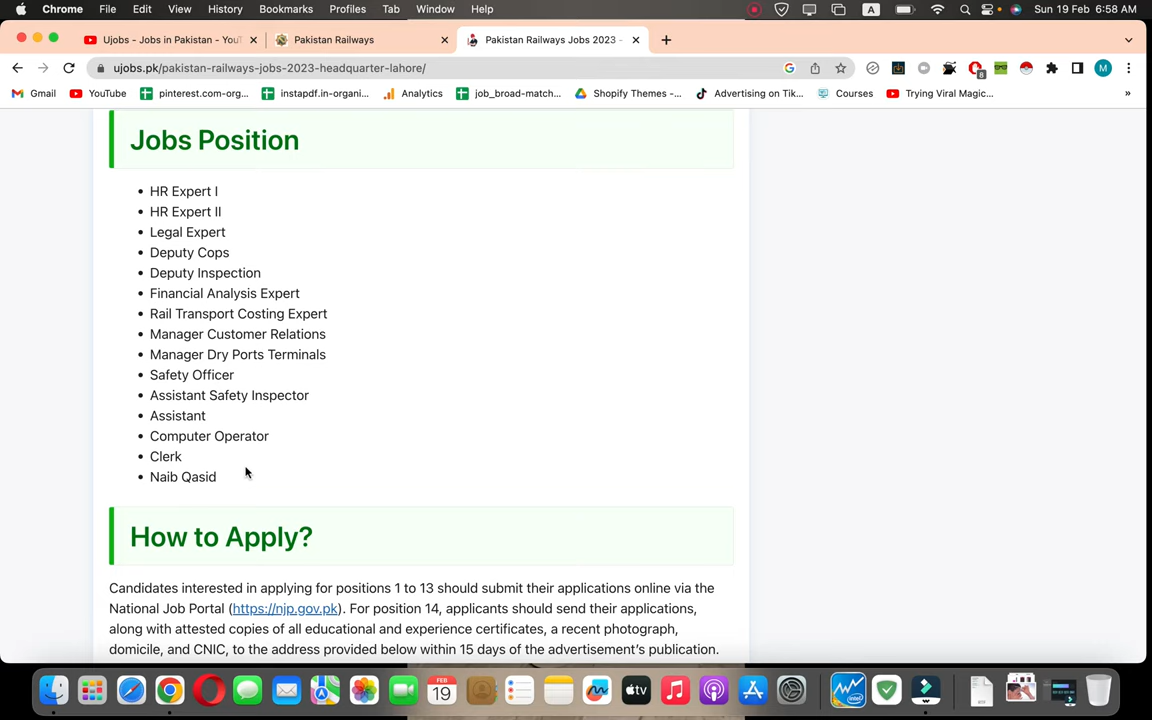 Chrome File Edit View History Bookmarks Profiles Tab Window Help A Sun 19 Feb 6:58 AM
Ujobs - Jobs in Pakistan - You Pakistan Railways Pakistan Railways Jobs 2023 -
ujobs.pk/pakistan-railways-jobs-2023-headquarter-lahore/ 8 M
Gmail YouTube pinterest.com-org... instapdf.in-organi... Analytics job_broad-match... Shopify Themes -... Advertising on Tik... Courses Trying Viral Magic... »
Jobs Position
• HR Expert I
• HR Expert II
• Legal Expert
• Deputy Cops
• Deputy Inspection
• Financial Analysis Expert
• Rail Transport Costing Expert
• Manager Customer Relations
• Manager Dry Ports Terminals
• Safety Officer
• Assistant Safety Inspector
• Assistant
• Computer Operator
• Clerk
• Naib Qasid
How to Apply?
Candidates interested in applying for positions 1 to 13 should submit their applications online via the
National Job Portal (https://njp.gov.pk). For position 14, applicants should send their applications,
along with attested copies of all educational and experience certificates, a recent photograph,
domicile, and CNIC, to the address provided below within 15 days of the advertisement's publication.
FEB
19
tv
intel